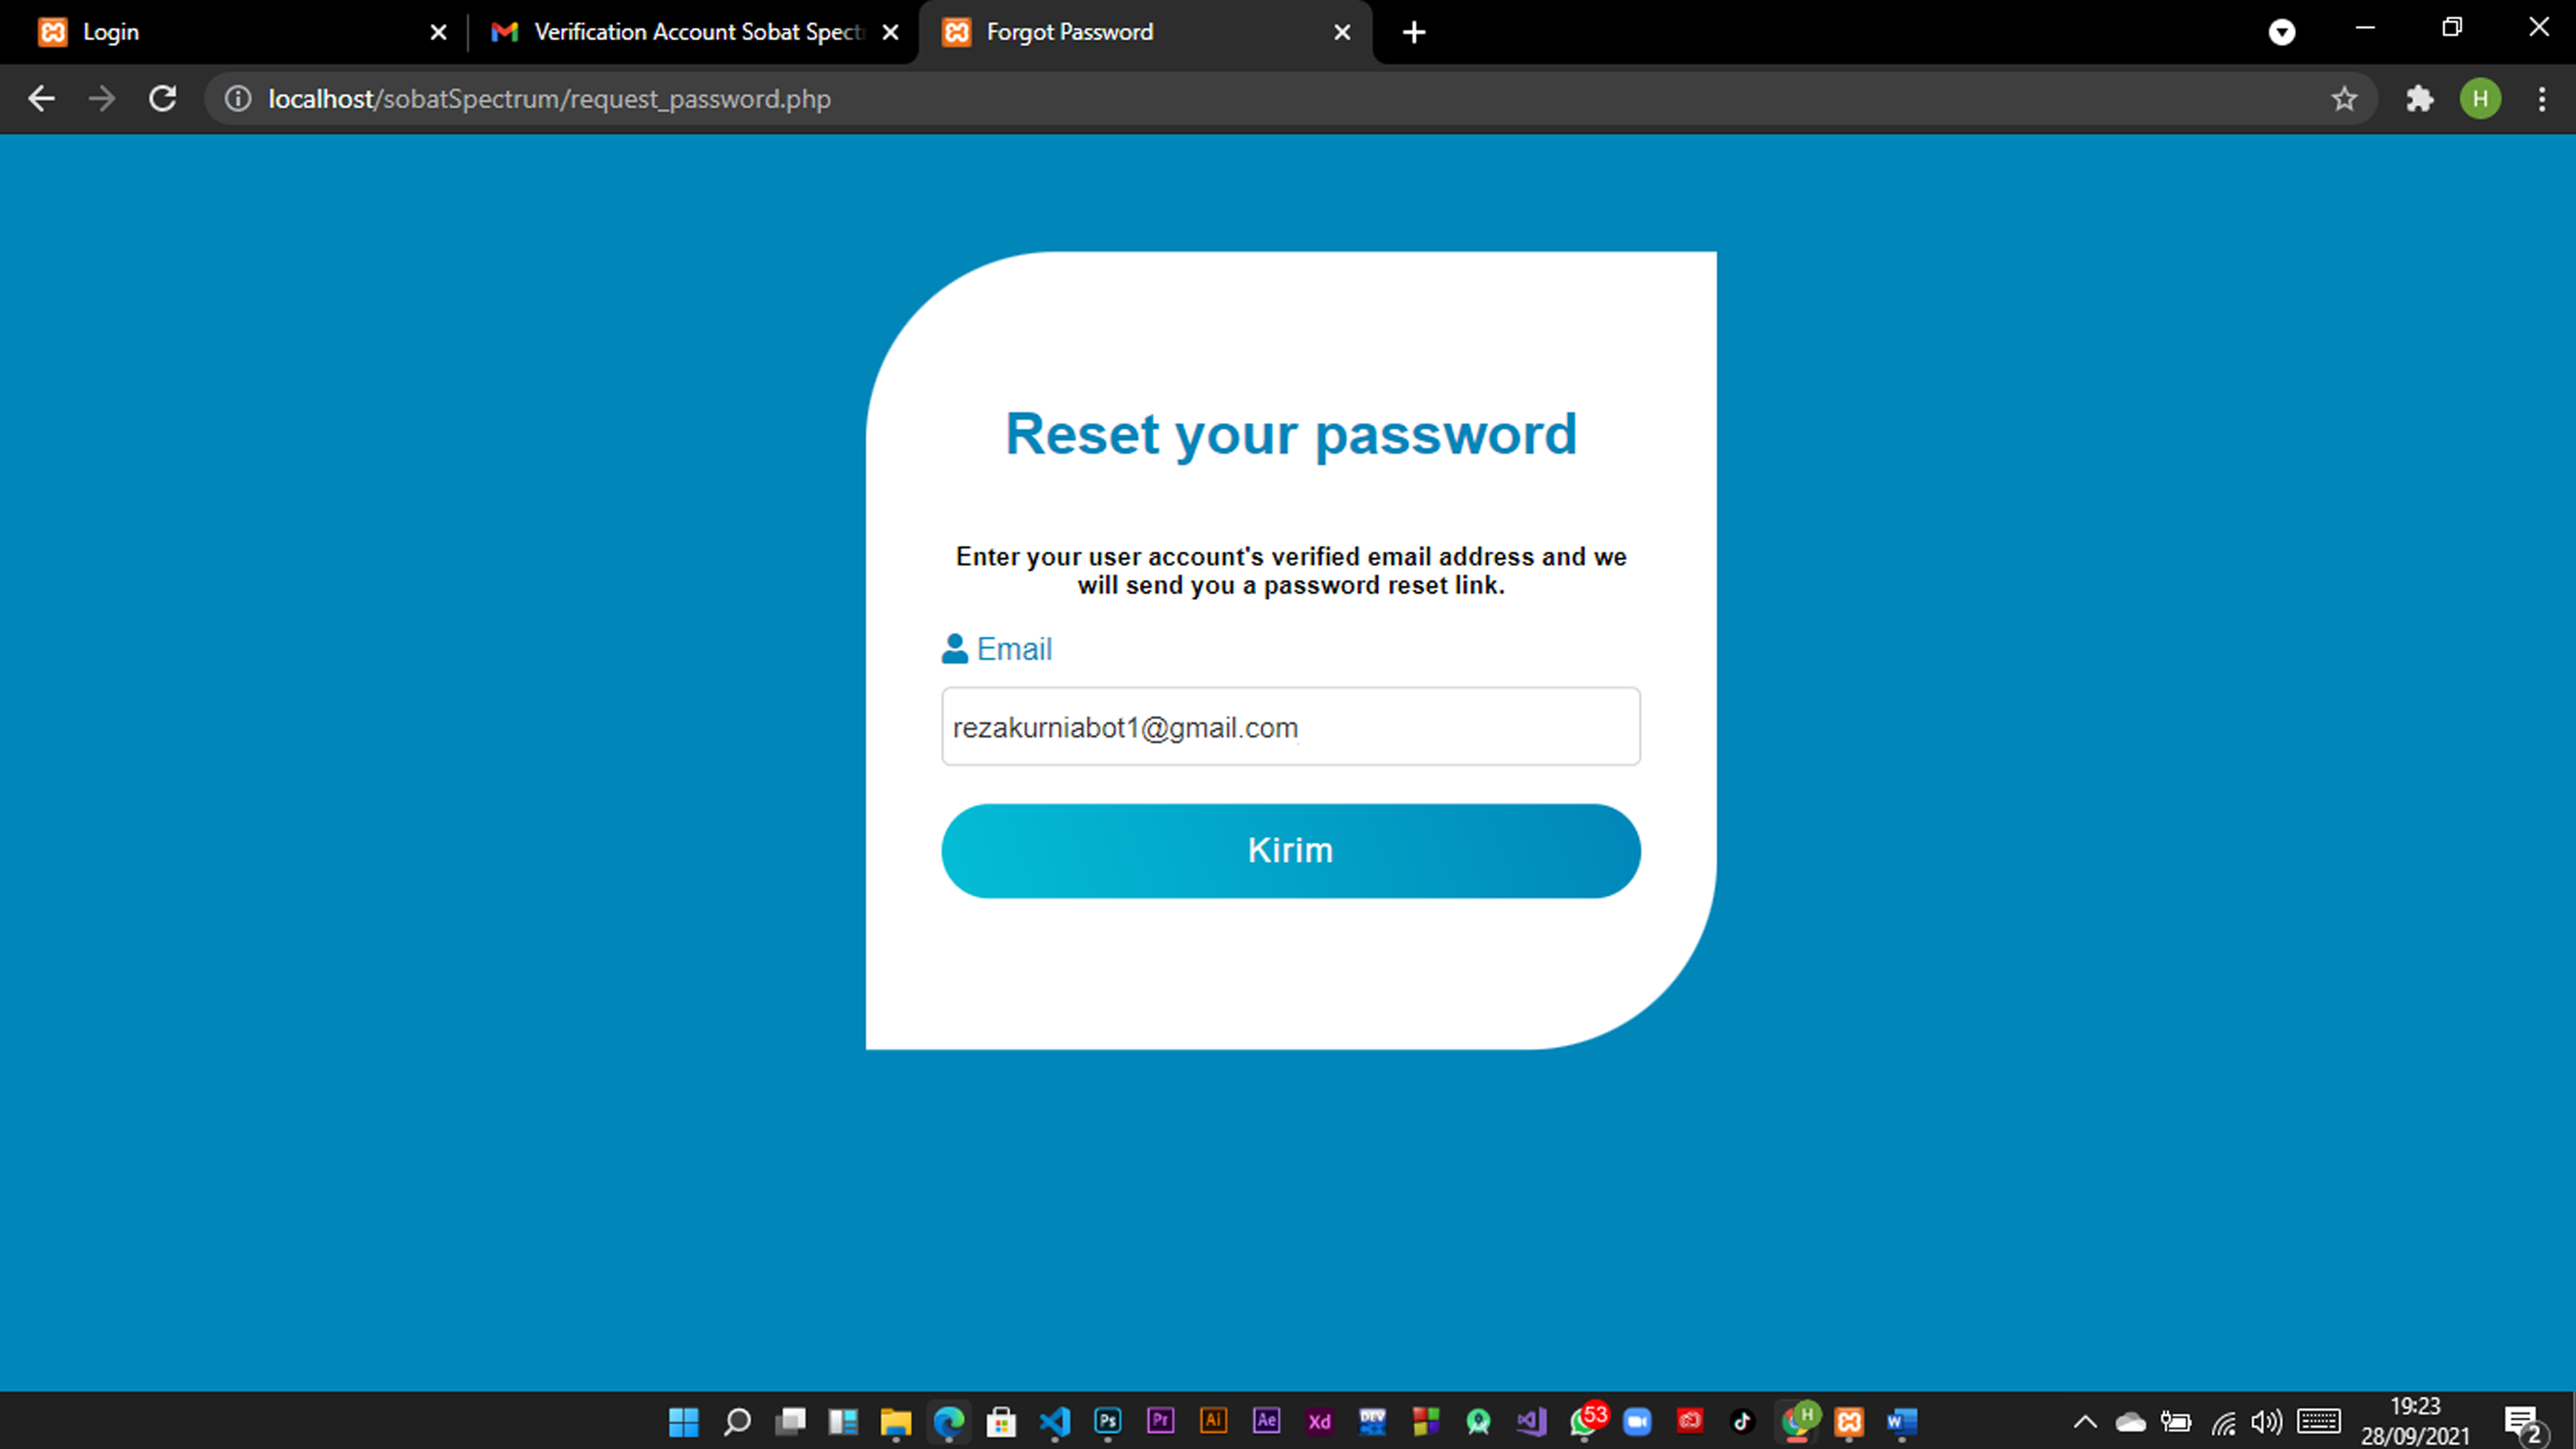 Login
Verification Account Sobat Spect
Forgot Password
localhost/sobatSpectrum/request_password.php
H
Reset your password
Enter your user account's verified email address and we
will send you a password reset link.
Email
rezakurniabot1@gmail.com
Kirim
Ps
Pr
Ai
Ae
Xd
DEV
53
H
W
19:23
28/09/2021
2